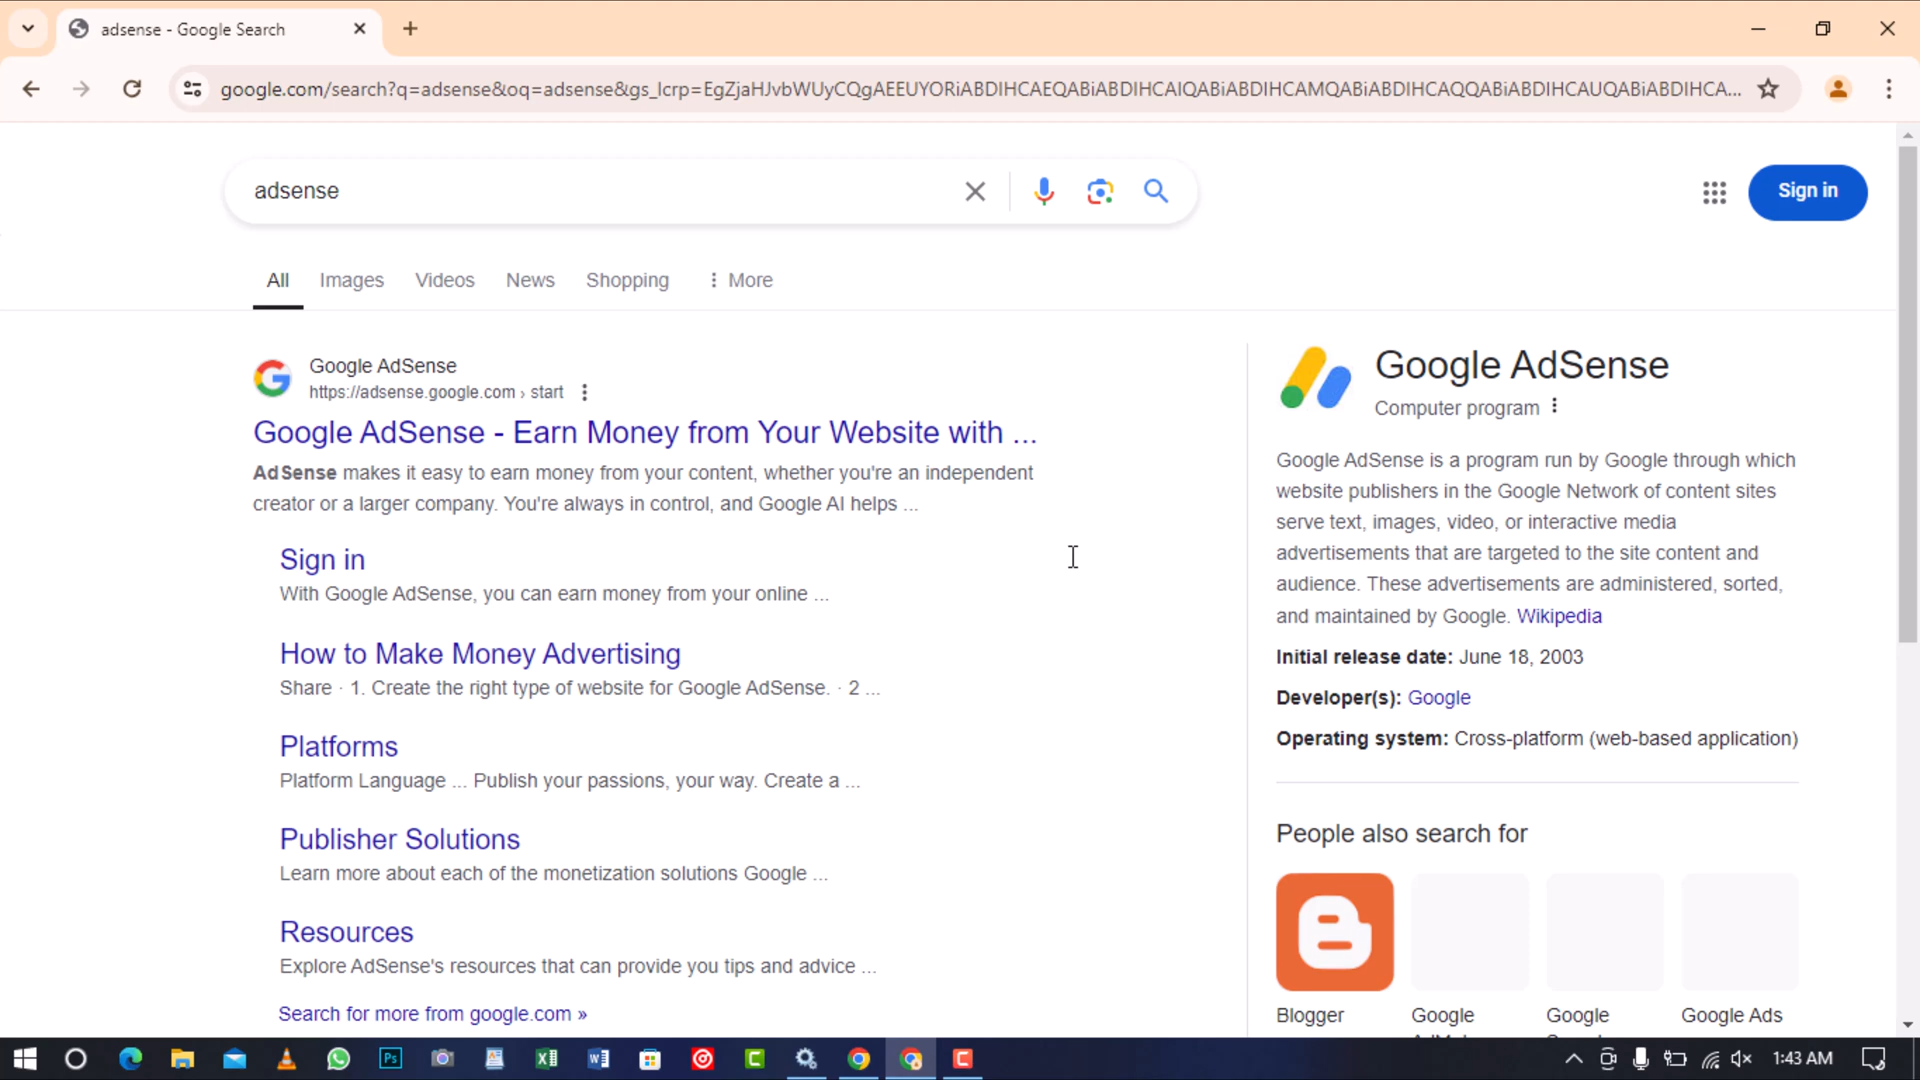 adsense - Google Search
google.com/search?q=adsense&oq=adsense&gs_lcrp=EgZjaHJvbWUyCQgAEEUYORiABDIHCAEQABiABDIHCAIQABiABDIHCAMQABiABDIHCAQQABiABDIHCAUQABiABDIHCA...
adsense
Sign in
All Images Videos News Shopping More
Google AdSense
https://adsense.google.com › start
Google AdSense - Earn Money from Your Website with ...
AdSense makes it easy to earn money from your content, whether you're an independent
creator or a larger company. You're always in control, and Google AI helps ...
Sign in
With Google AdSense, you can earn money from your online ...
How to Make Money Advertising
Share · 1. Create the right type of website for Google AdSense. · 2 ...
Platforms
Platform Language ... Publish your passions, your way. Create a ...
Publisher Solutions
Learn more about each of the monetization solutions Google ...
Resources
Explore AdSense's resources that can provide you tips and advice ...
Search for more from google.com »
Google AdSense
Computer program
Google AdSense is a program run by Google through which
website publishers in the Google Network of content sites
serve text, images, video, or interactive media
advertisements that are targeted to the site content and
audience. These advertisements are administered, sorted,
and maintained by Google. Wikipedia
Initial release date: June 18, 2003
Developer(s): Google
Operating system: Cross-platform (web-based application)
People also search for
Blogger Google Google Google Ads
1:43 AM